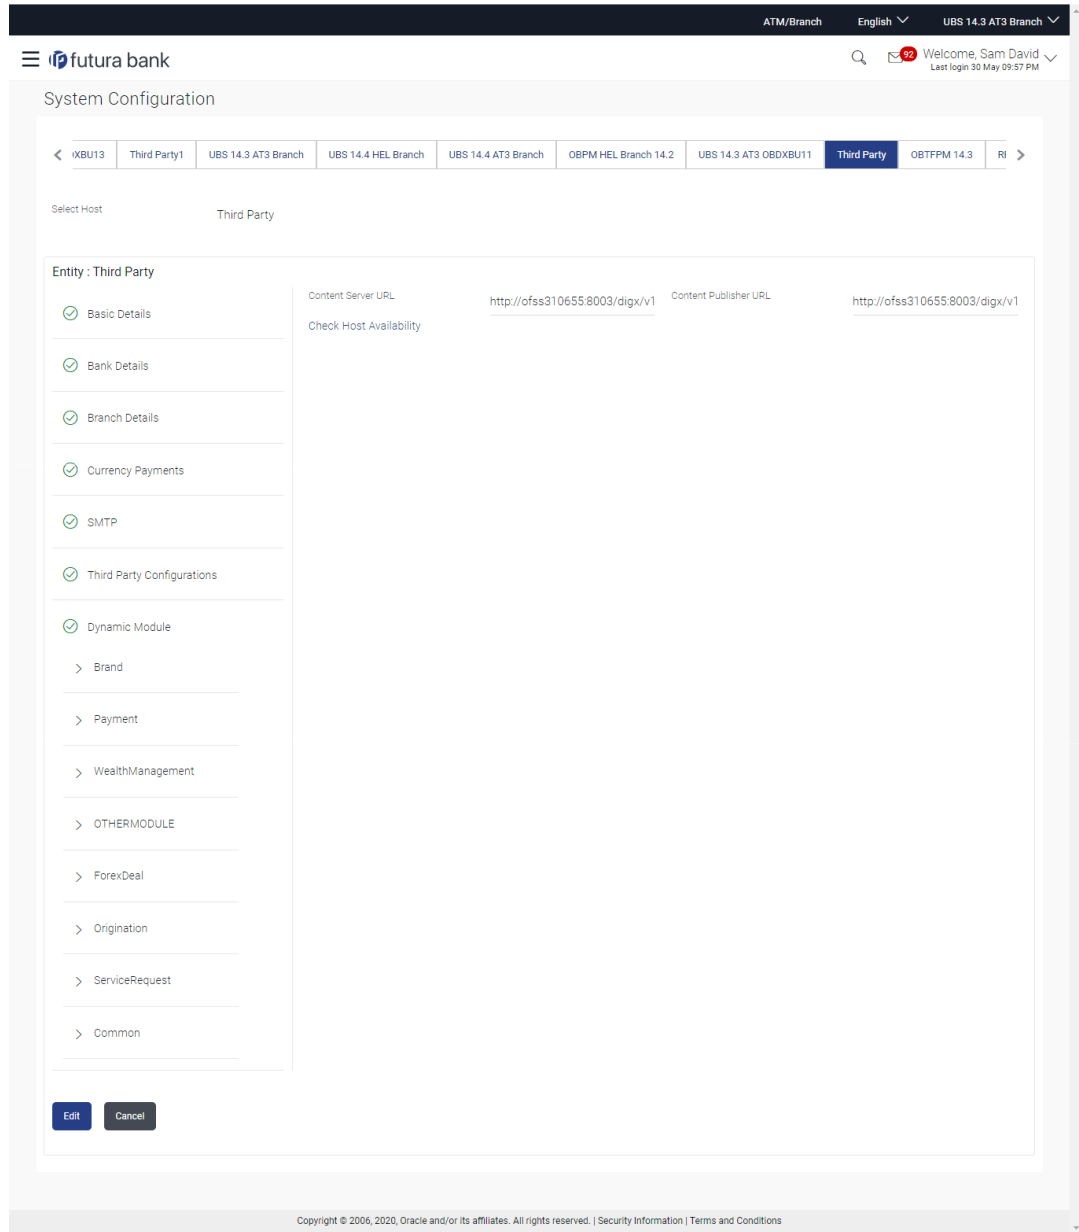 ATM/Branch English UBS 14.3 AT3 Branch
futura bank 92 Welcome, Sam David
Last login 30 May 09:57 PM
System Configuration
XBU13 Third Party1 UBS 14.3 AT3 Branch UBS 14.4 HEL Branch UBS 14.4 AT3 Branch OBPM HEL Branch 14.2 UBS 14.3 AT3 OBDXBU11 Third Party OBTFPM 14.3
Select Host Third Party
Entity : Third Party
Content Server URL http://ofss310655:8003/digx/v1 Content Publisher URL http://ofss310655:8003/digx/v1
Basic Details
Check Host Availability
Bank Details
Branch Details
Currency Payments
SMTP
Third Party Configurations
Dynamic Module
Brand
Payment
WealthManagement
OTHERMODULE
ForexDeal
Origination
ServiceRequest
Common
Edit Cancel
Copyright © 2006, 2020, Oracle and/or its affiliates. All rights reserved. | Security Information | Terms and Conditions